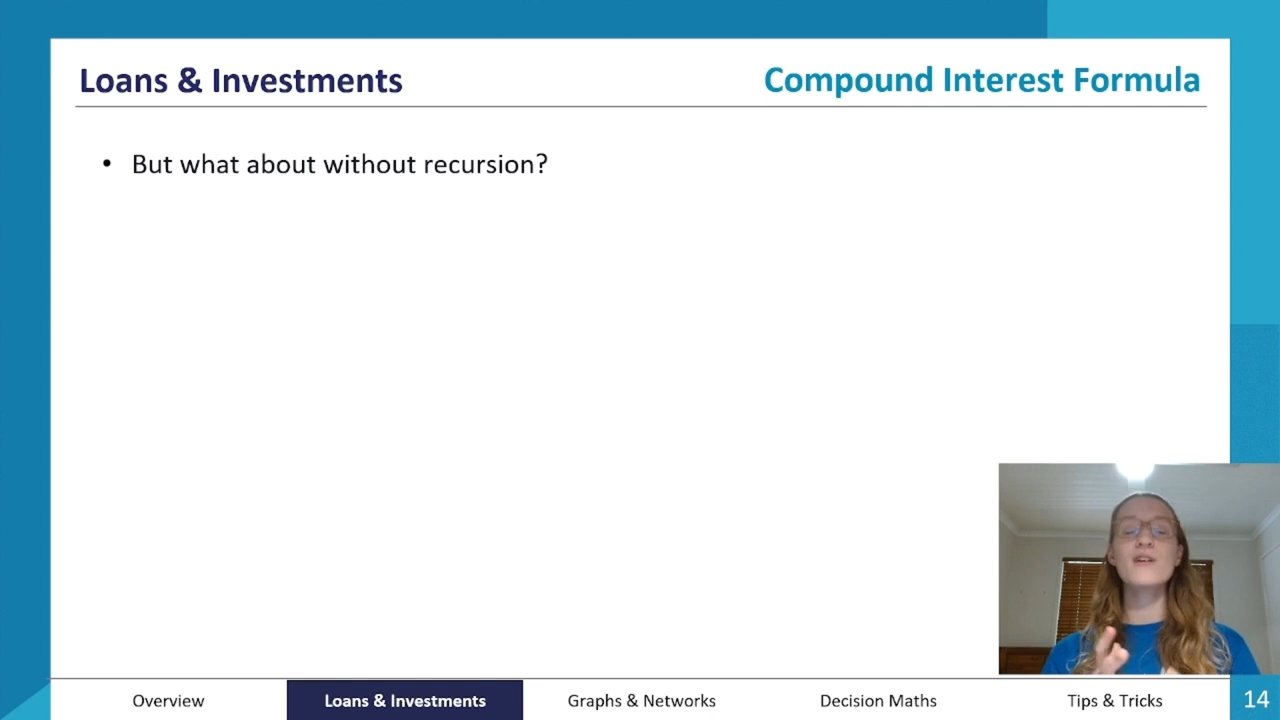 Loans & Investments
Compound Interest Formula
• But what about without recursion?
Overview
Loans & Investments
Graphs & Networks
Decision Maths
Tips & Tricks
14